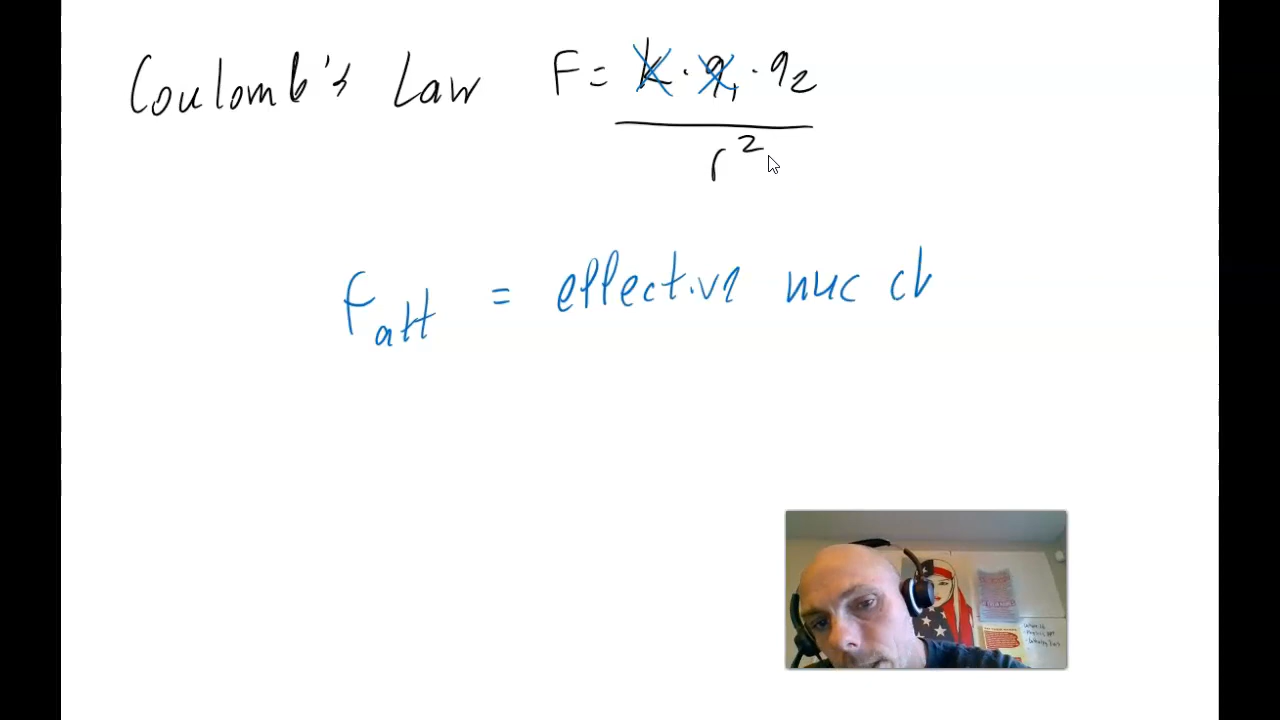 Coulomb's Law F = k · q₁ · q₂
r²
Fatt = effective nuc ch